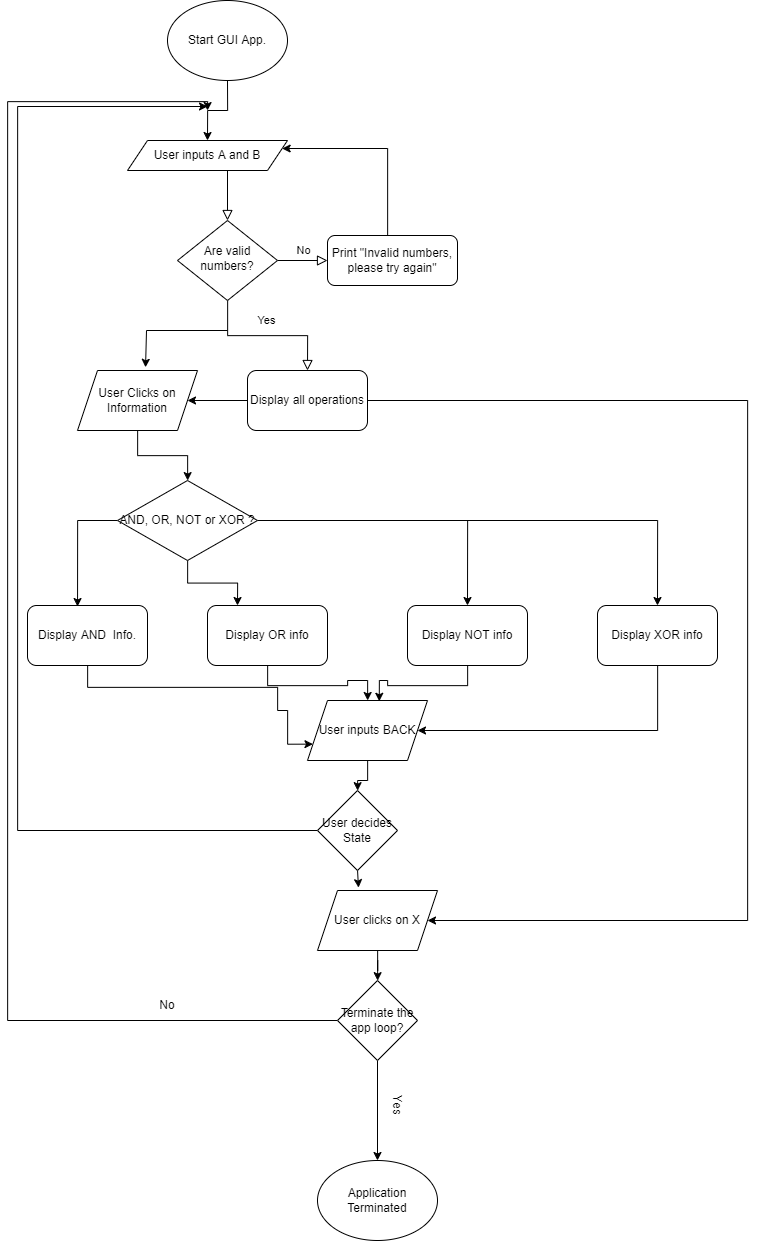 Start GUI App.
User inputs A and B
Are valid
numbers?
No
Print "Invalid numbers,
please try again"
Yes
User Clicks on
Information
Display all operations
AND, OR, NOT or XOR ?
Display AND  Info.
Display OR info
Display NOT info
Display XOR info
User inputs BACK
User decides
State
User clicks on X
No
Terminate the
app loop?
Yes
Application
Terminated